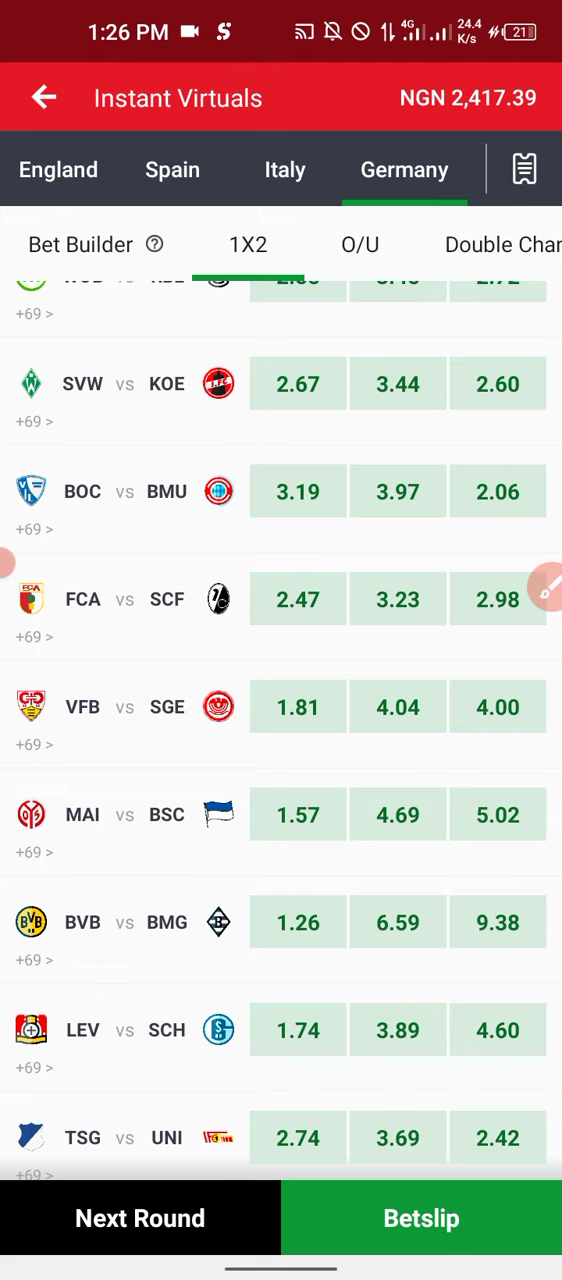 1:26 PM 4G 24.4 K/s 21
Instant Virtuals NGN 2,417.39
England Spain Italy Germany
Bet Builder ? 1X2 O/U Double Chan
+69 >
SVW vs KOE 2.67 3.44 2.60
+69 >
BOC vs BMU 3.19 3.97 2.06
+69 >
FCA vs SCF 2.47 3.23 2.98
+69 >
VFB vs SGE 1.81 4.04 4.00
+69 >
MAI vs BSC 1.57 4.69 5.02
+69 >
BVB vs BMG 1.26 6.59 9.38
+69 >
LEV vs SCH 1.74 3.89 4.60
+69 >
TSG vs UNI 2.74 3.69 2.42
+69 >
Next Round Betslip